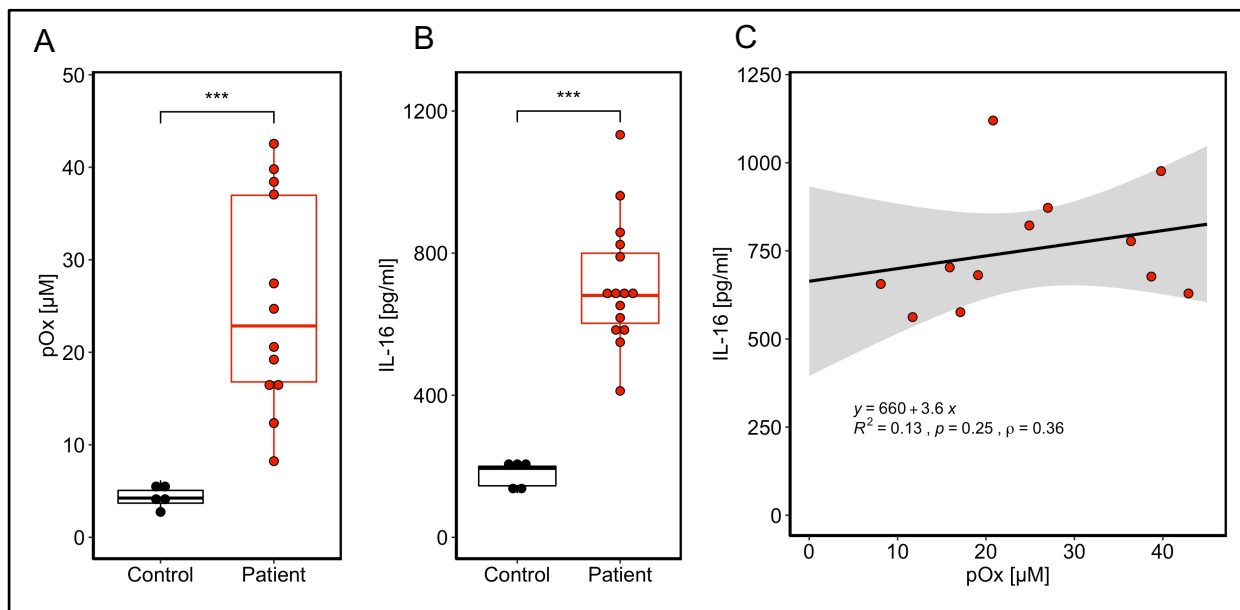 A
B
C
pOx [µM]
50
40
30
20
10
0
***
Control
Patient
IL-16 [pg/ml]
1200
800
400
0
***
Control
Patient
IL-16 [pg/ml]
1250
1000
750
500
250
0
y = 660 + 3.6 x
R² = 0.13 , p = 0.25 , ρ = 0.36
0
10
20
30
40
pOx [µM]